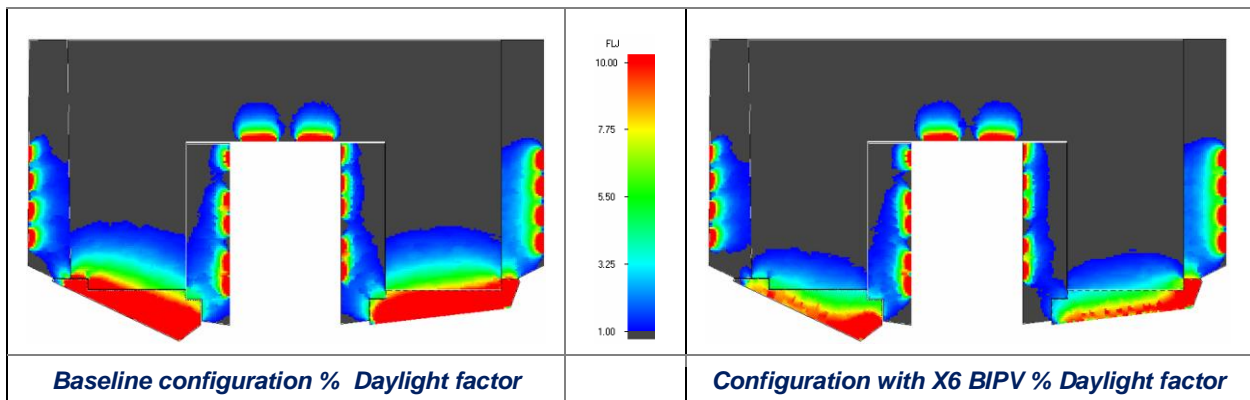 FLJ
10.00
7.75
5.50
3.25
1.00
Baseline configuration % Daylight factor
Configuration with X6 BIPV % Daylight factor